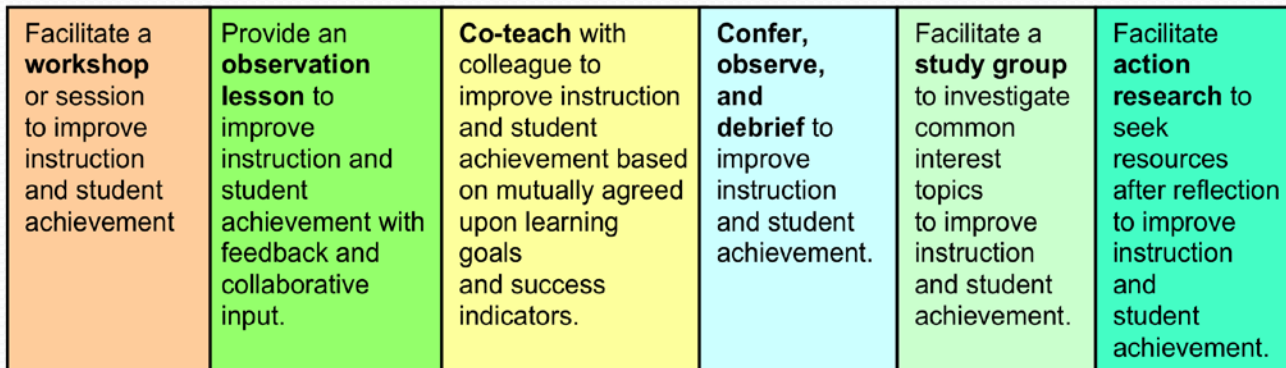 Facilitate a
workshop
or session
to improve
instruction
and student
achievement
Provide an
observation
lesson to
improve
instruction and
student
achievement with
feedback and
collaborative
input.
Co-teach with
colleague to
improve instruction
and student
achievement based
on mutually agreed
upon learning
goals
and success
indicators.
Confer,
observe,
and
debrief to
improve
instruction
and student
achievement.
Facilitate a
study group
to investigate
common
interest
topics
to improve
instruction
and student
achievement.
Facilitate
action
research to
seek
resources
after reflection
to improve
instruction
and
student
achievement.